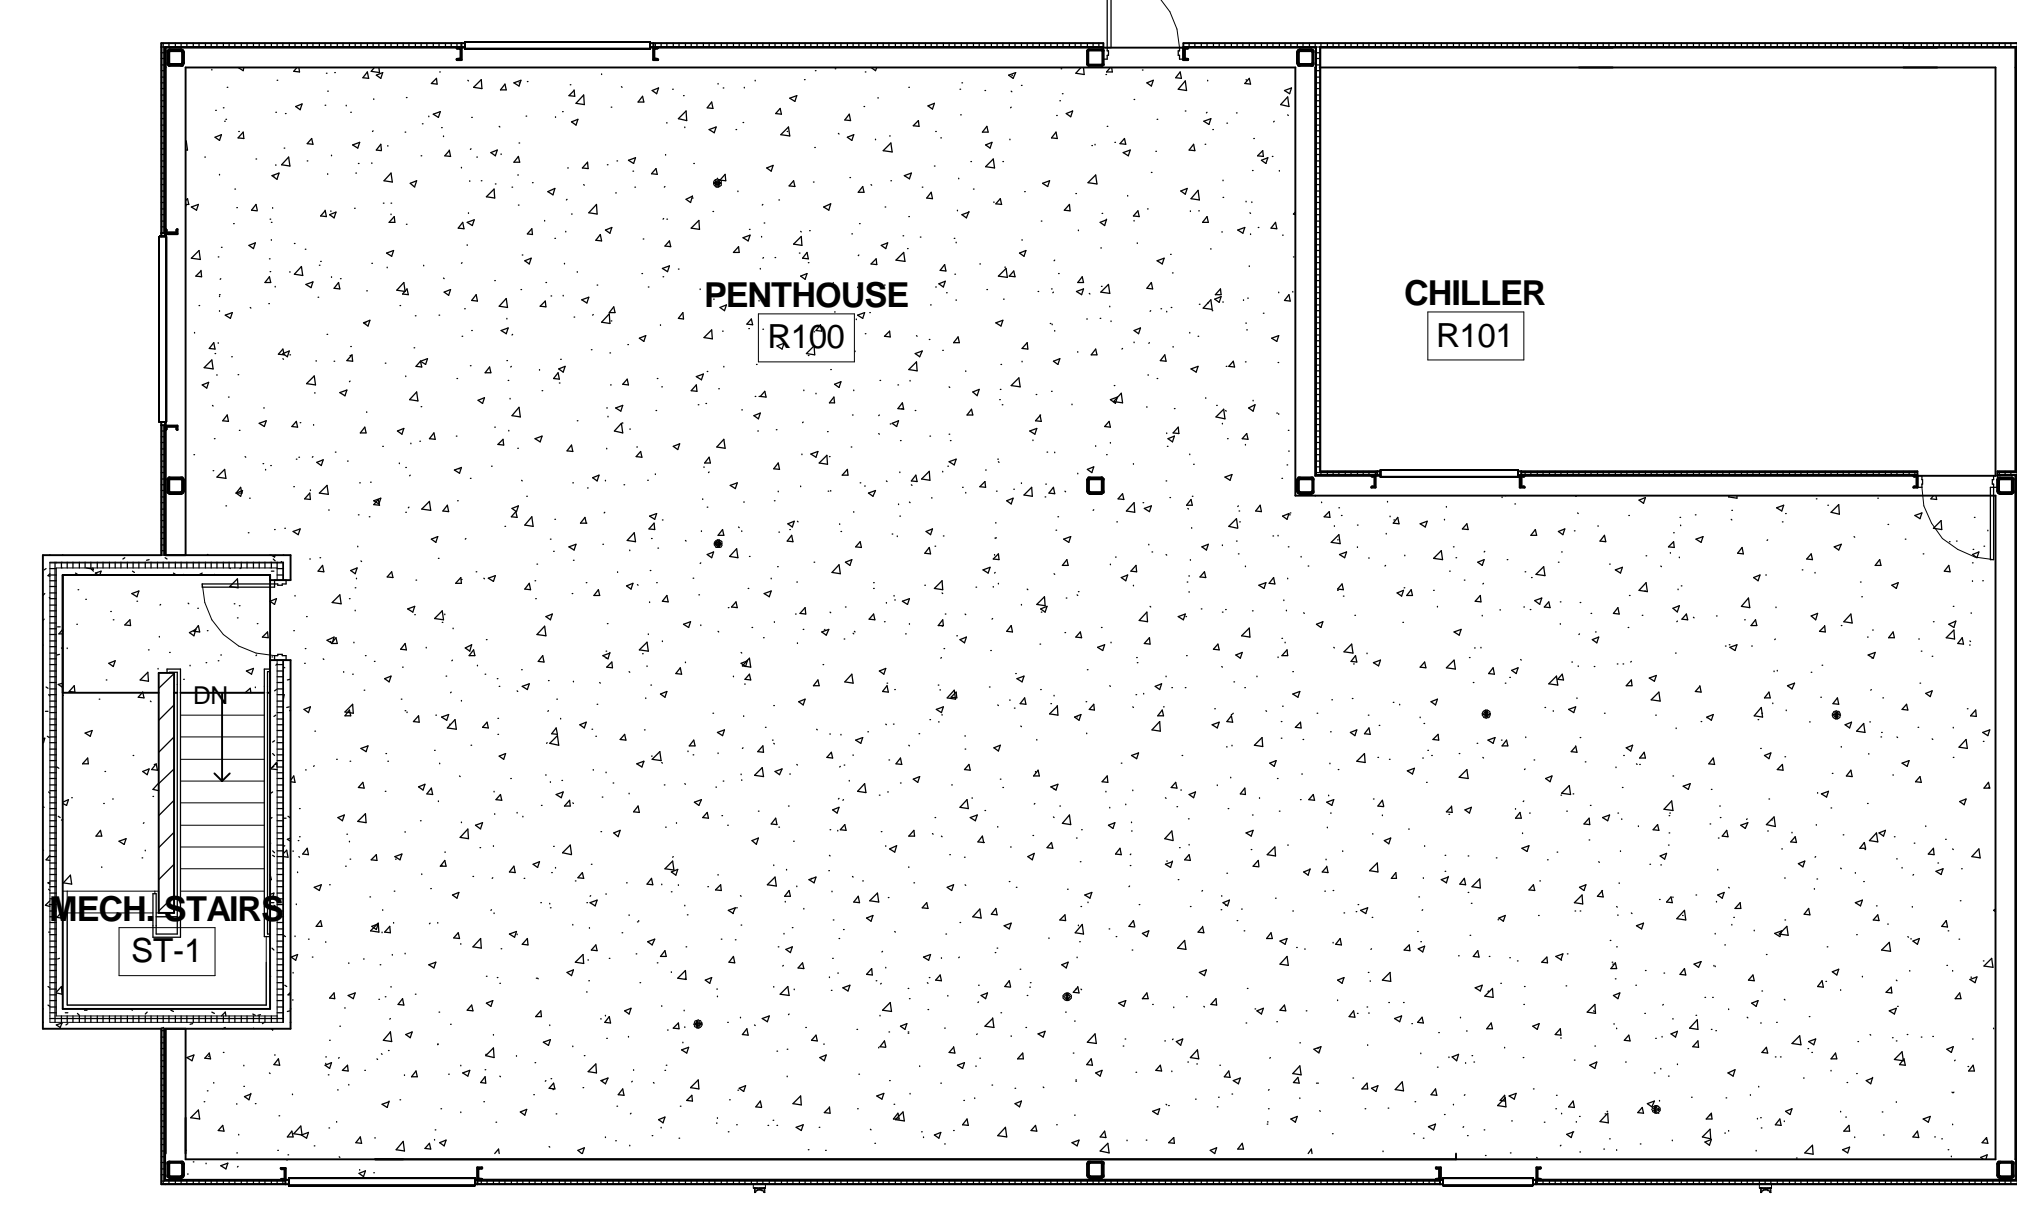 PENTHOUSE
R100
CHILLER
R101
DN
MECH. STAIRS
ST-1